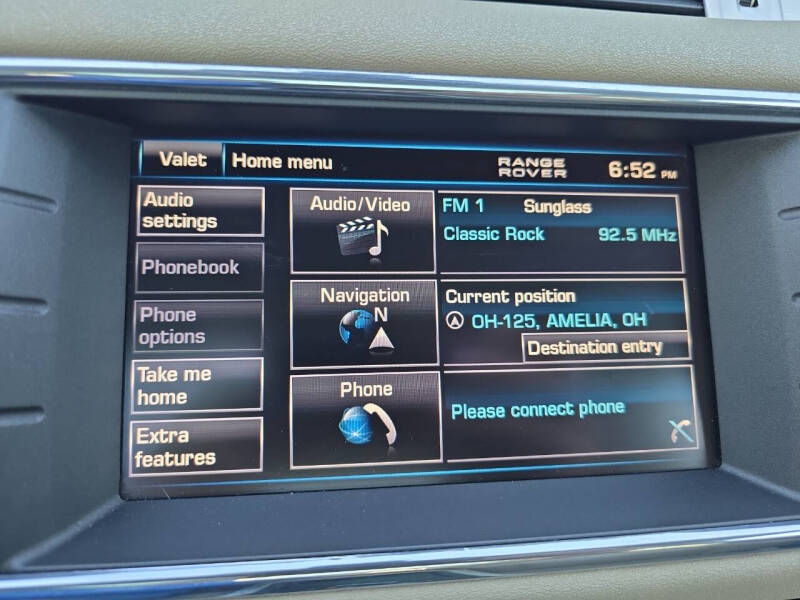 Valet Home menu RANGE ROVER 6:52 PM
Audio settings
Phonebook
Phone options
Take me home
Extra features
Audio/Video
FM 1 Sunglass
Classic Rock 92.5 MHz
Navigation
N
Current position
OH-125, AMELIA, OH
Destination entry
Phone
Please connect phone